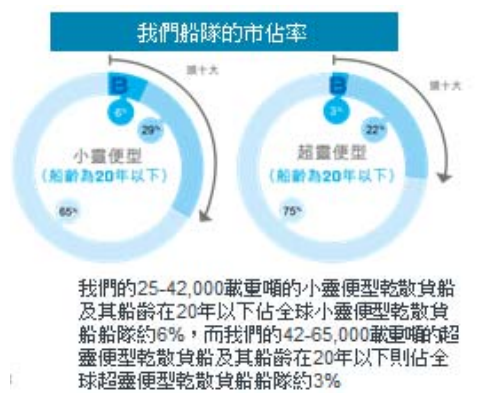 我們船隊的市佔率
頭十大
B
6%
29%
小靈便型
(船齡為20年以下)
65%
頭十大
B
3%
22%
超靈便型
(船齡為20年以下)
75%
我們的25-42,000載重噸的小靈便型乾散貨船
及其船齡在20年以下佔全球小靈便型乾散貨
船船隊約6%，而我們的42-65,000載重噸的超
靈便型乾散貨船及其船齡在20年以下則佔全
球超靈便型乾散貨船船隊約3%